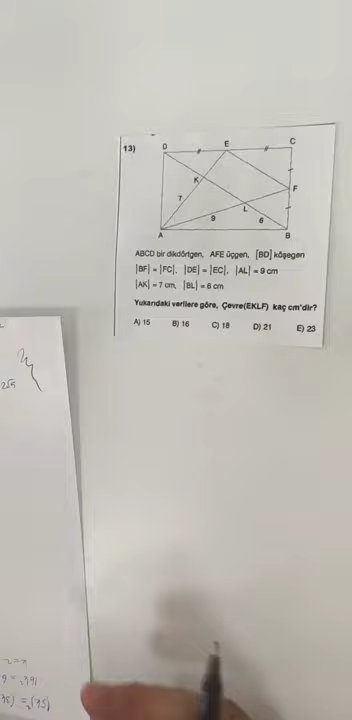 13)
D E C
K
7
F
L
9 6
A B
ABCD bir dikdörtgen, AFE üçgen, [BD] köşegen
|BF| = |FC|, |DE| = |EC|, |AL| = 9 cm
|AK| = 7 cm, |BL| = 6 cm
Yukarıdaki verilere göre, Çevre(EKLF) kaç cm'dir?
A) 15 B) 16 C) 18 D) 21 E) 23